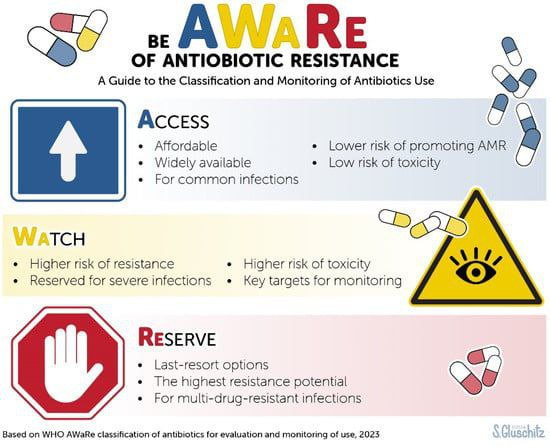 BE AWaRe
OF ANTIOBIOTIC RESISTANCE
A Guide to the Classification and Monitoring of Antibiotics Use
ACCESS
• Affordable
• Widely available
• For common infections
• Lower risk of promoting AMR
• Low risk of toxicity
WATCH
• Higher risk of resistance
• Reserved for severe infections
• Higher risk of toxicity
• Key targets for monitoring
RESERVE
• Last-resort options
• The highest resistance potential
• For multi-drug-resistant infections
Based on WHO AWaRe classification of antibiotics for evaluation and monitoring of use, 2023
S.Gluschitz